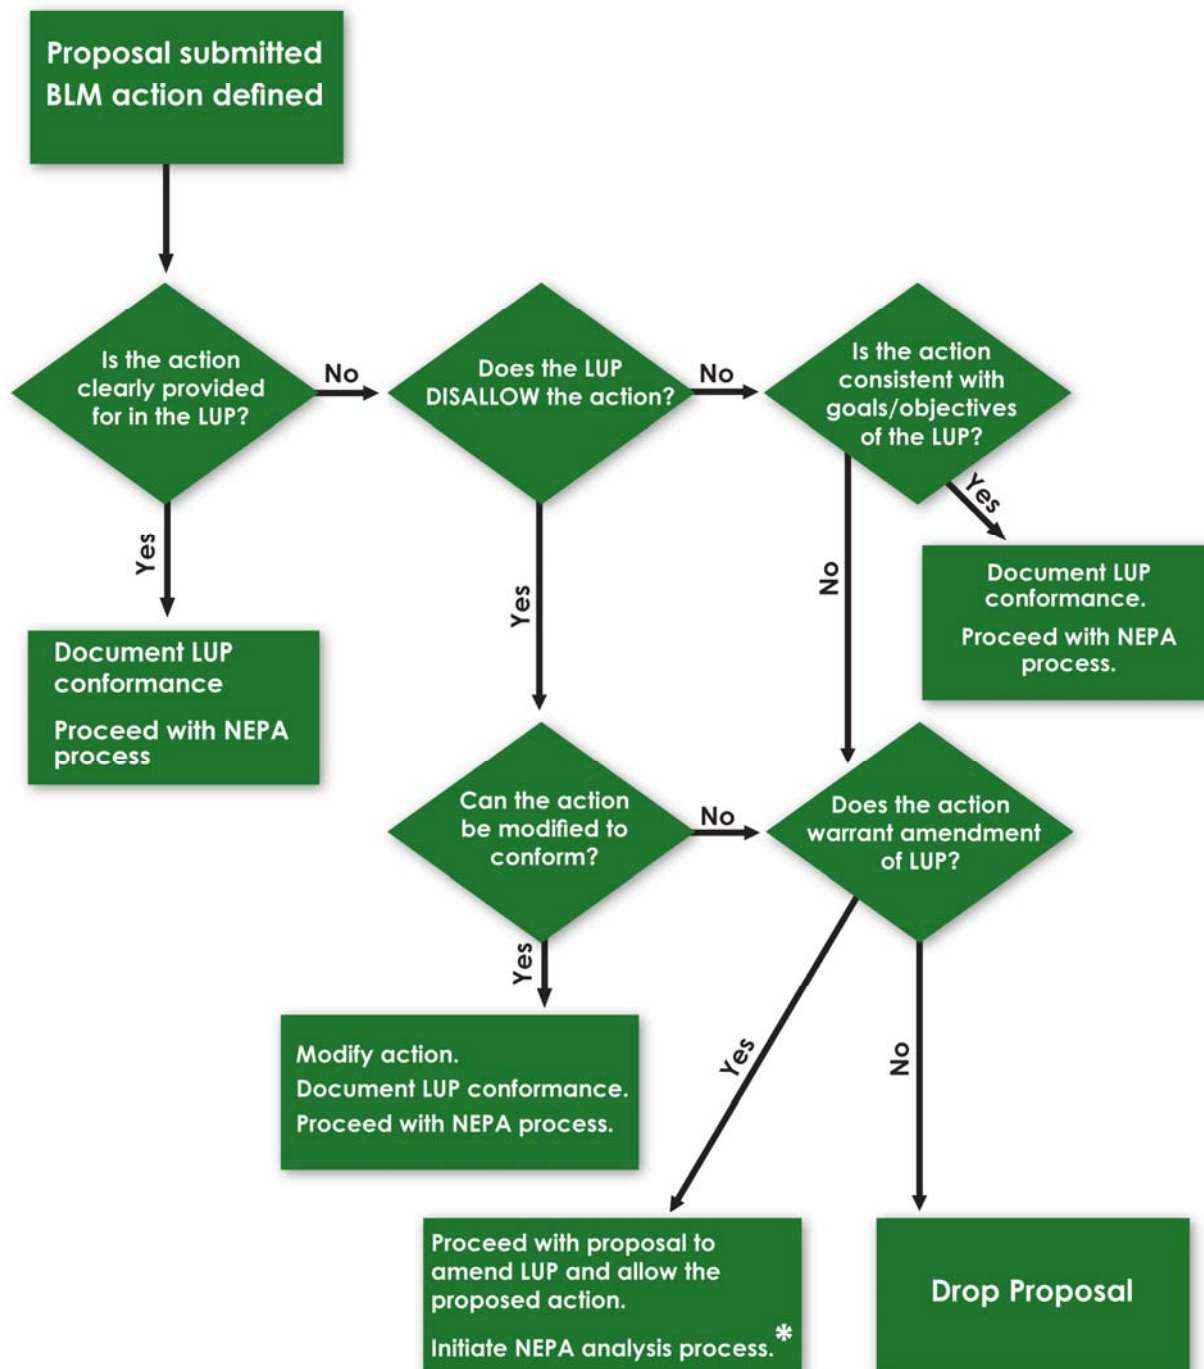 Proposal submitted
BLM action defined
Is the action
clearly provided
for in the LUP?
No
Does the LUP
DISALLOW the action?
No
Is the action
consistent with
goals/objectives
of the LUP?
Yes
Yes
No
Yes
Document LUP
conformance.
Proceed with NEPA
process.
Document LUP
conformance
Proceed with NEPA
process
Can the action
be modified to
conform?
No
Does the action
warrant amendment
of LUP?
Yes
Yes
No
Modify action.
Document LUP conformance.
Proceed with NEPA process.
Proceed with proposal to
amend LUP and allow the
proposed action.
Initiate NEPA analysis process.*
Drop Proposal